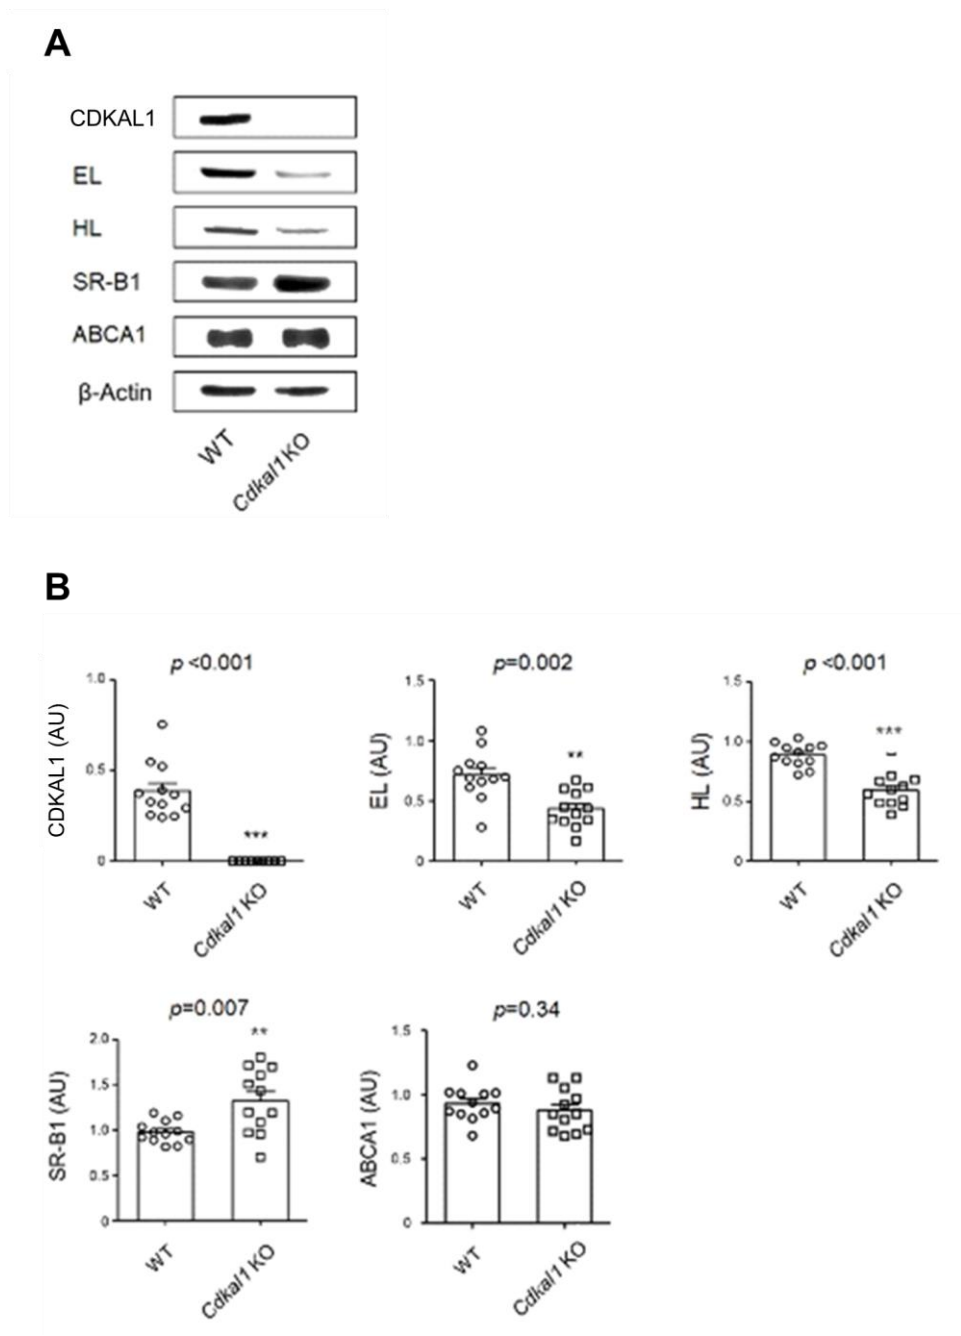 A
CDKAL1
EL
HL
SR-B1
ABCA1
β-Actin
WT
Cdkal1 KO
B
p <0.001
CDKAL1 (AU)
1.0
0.5
0
***
WT
Cdkal1 KO
p=0.002
EL (AU)
1.5
1.0
0.5
0
**
WT
Cdkal1 KO
p <0.001
HL (AU)
1.5
1.0
0.5
0
***
WT
Cdkal1 KO
p=0.007
SR-B1 (AU)
2.0
1.5
1.0
0.5
0
**
WT
Cdkal1 KO
p=0.34
ABCA1 (AU)
1.5
1.0
0.5
0
WT
Cdkal1 KO